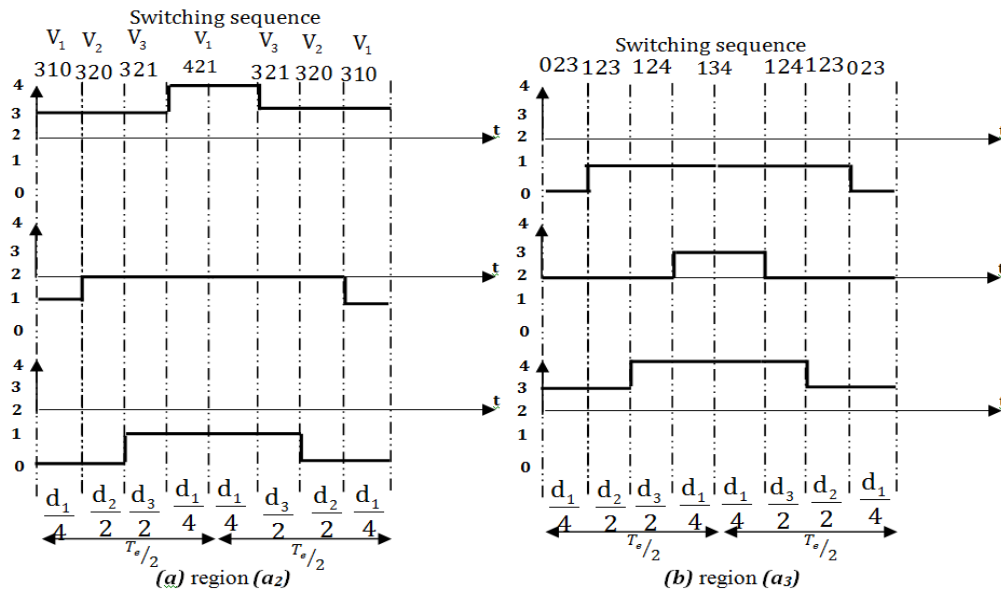 Switching sequence
V1 V2 V3 V1 V3 V2 V1
310 320 321 421 321 320 310
4
3
2
t
1
0
4
3
2
t
1
0
4
3
2
t
1
0
d1/4 d2/2 d3/2 d1/4 d1/4 d3/2 d2/2 d1/4
Te/2 Te/2
(a) region (a2)
Switching sequence
023 123 124 134 124 123 023
4
3
2
t
1
0
4
3
2
t
1
0
4
3
2
t
1
0
d1/4 d2/2 d3/2 d1/4 d1/4 d3/2 d2/2 d1/4
Te/2 Te/2
(b) region (a3)